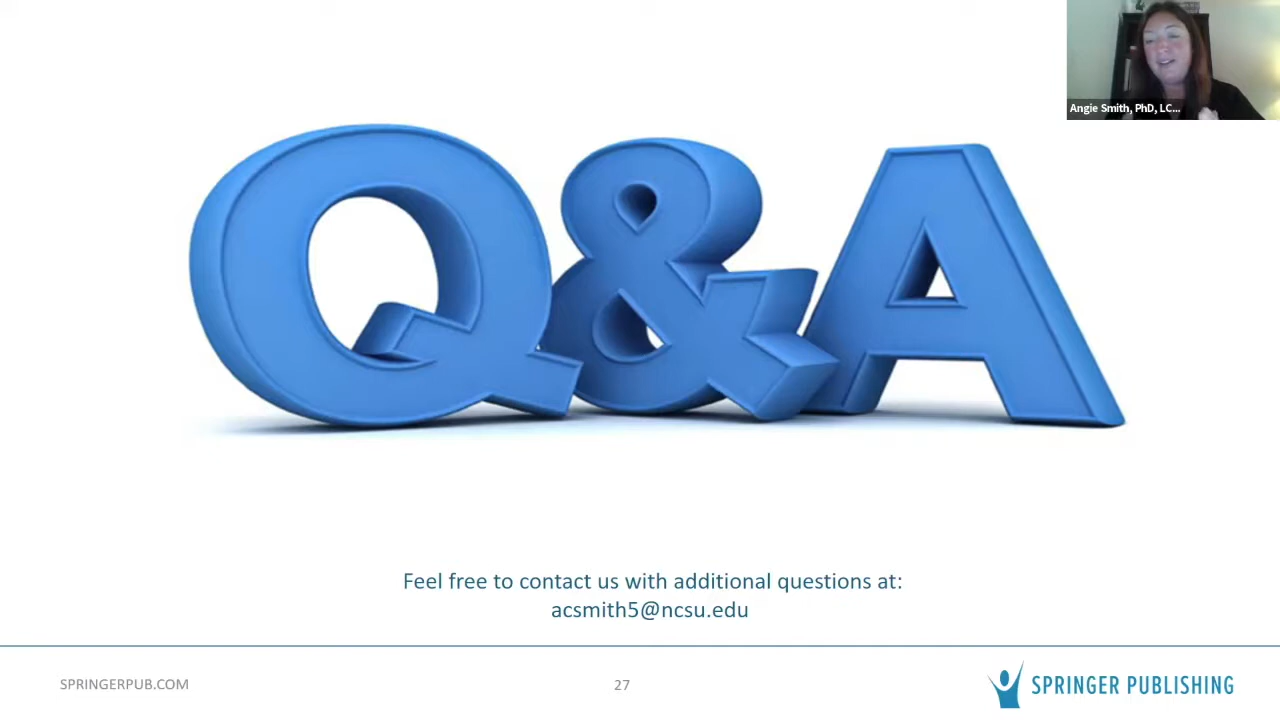 Angie Smith, PhD, LC...
Q&A
Feel free to contact us with additional questions at:
acsmith5@ncsu.edu
SPRINGERPUB.COM
27
SPRINGER PUBLISHING